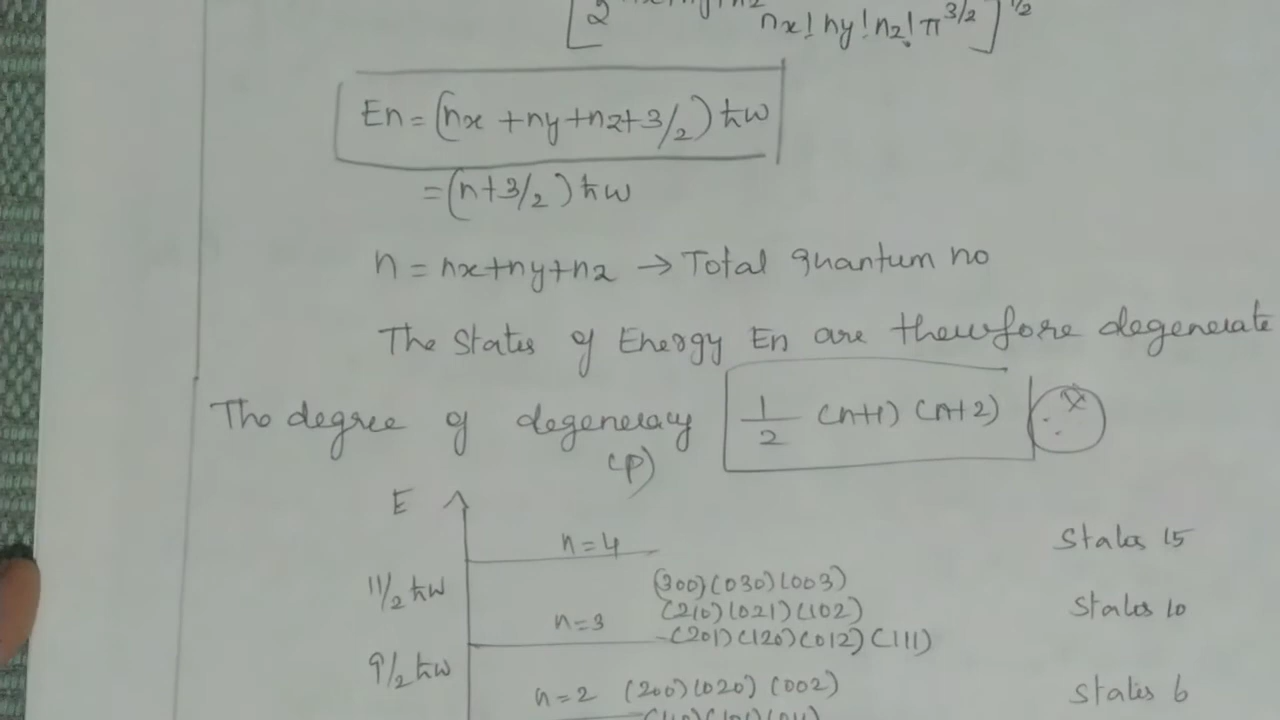 [2 nx!ny!nz!π^3/2]^1/2
En = (nx+ny+nz+3/2)ħω
= (n+3/2)ħω
n = nx+ny+nz → Total quantum no
The States of Energy En are therefore degenerate
The degree of degeneracy 1/2 (n+1)(n+2)
(P)
E
n=4 States 15
11/2 ħω (300)(030)(003)
n=3 (210)(021)(102) States 10
(201)(120)(012)(111)
9/2 ħω
n=2 (200)(020)(002) States 6